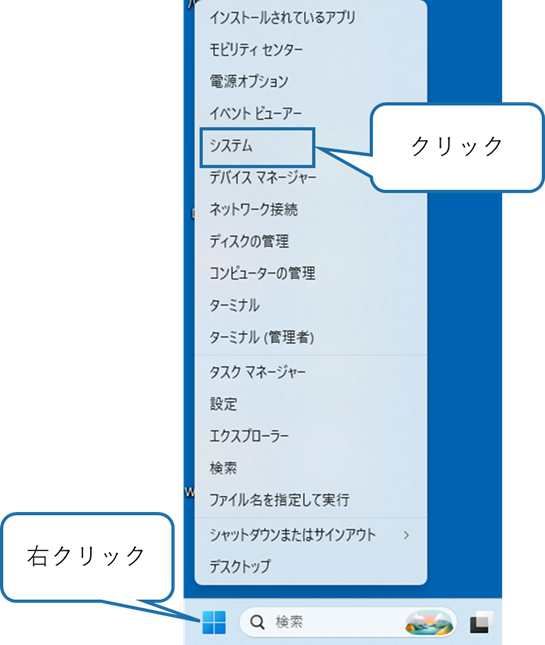 インストールされているアプリ
モビリティ センター
電源オプション
イベント ビューアー
システム
クリック
デバイス マネージャー
ネットワーク接続
ディスクの管理
コンピューターの管理
ターミナル
ターミナル (管理者)
タスク マネージャー
設定
エクスプローラー
検索
ファイル名を指定して実行
シャットダウンまたはサインアウト
デスクトップ
右クリック
検索